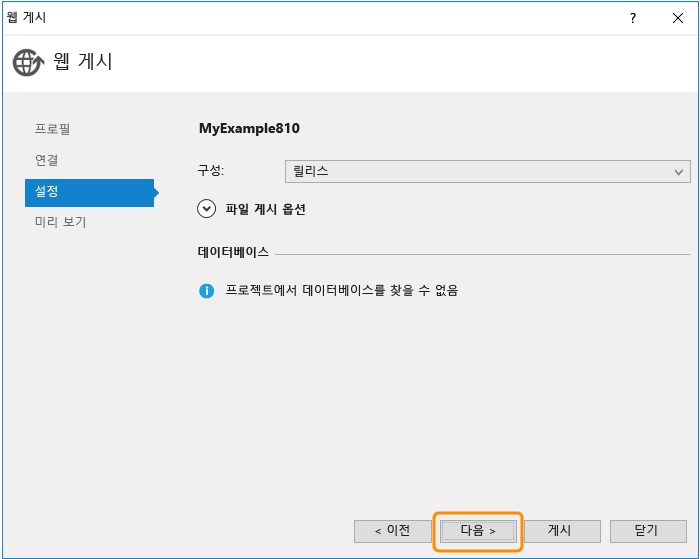 웹 게시
?
웹 게시
프로필
연결
설정
미리 보기
MyExample810
구성:
릴리스
파일 게시 옵션
데이터베이스
프로젝트에서 데이터베이스를 찾을 수 없음
< 이전
다음 >
게시
닫기